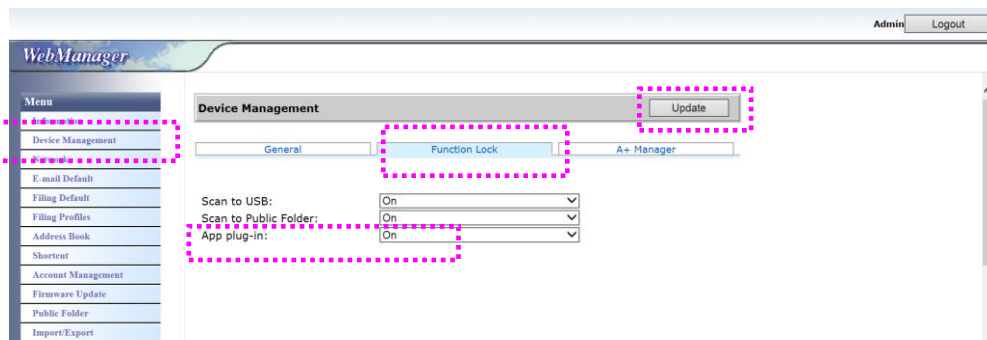 Admin Logout
WebManager
Menu
Information
Device Management
Network
E-mail Default
Filing Default
Filing Profiles
Address Book
Shortcut
Account Management
Firmware Update
Public Folder
Import/Export
Device Management Update
General Function Lock A+ Manager
Scan to USB: On
Scan to Public Folder: On
App plug-in: On